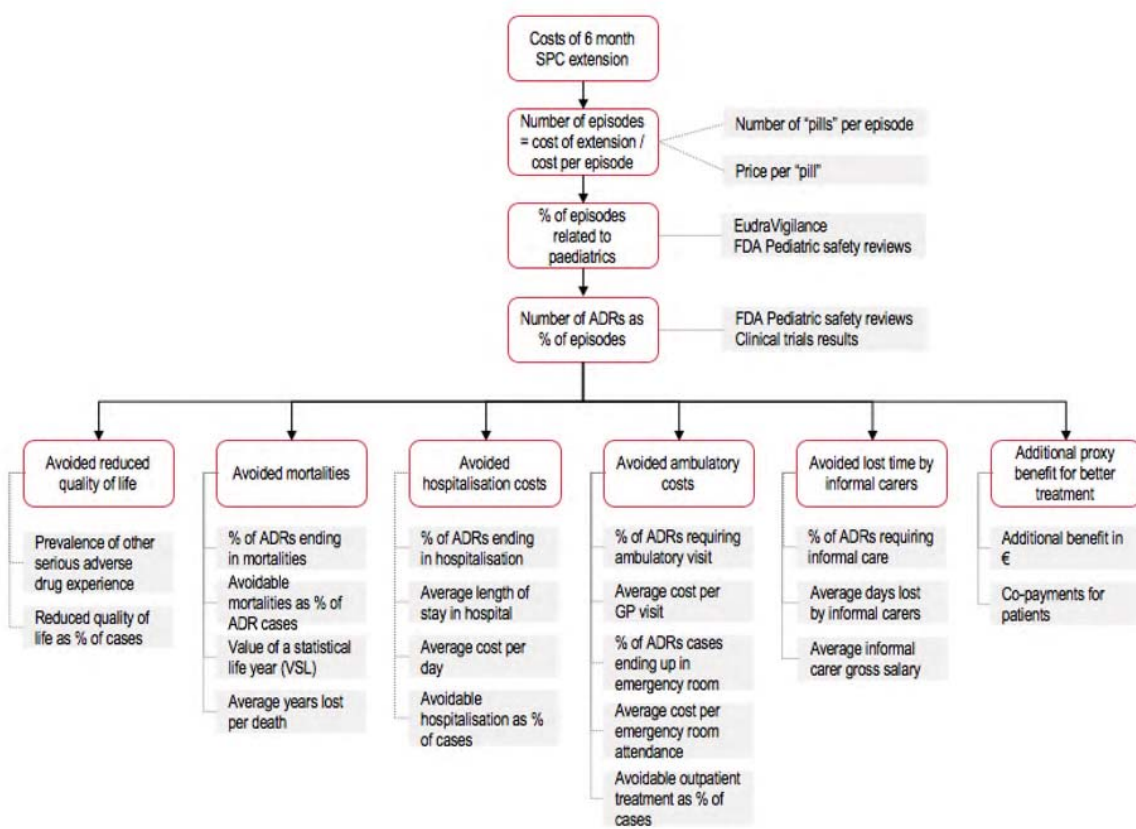 Costs of 6 month
SPC extension
Number of episodes
= cost of extension /
cost per episode
Number of “pills” per episode
Price per “pill”
% of episodes
related to
paediatrics
EudraVigilance
FDA Pediatric safety reviews
Number of ADRs as
% of episodes
FDA Pediatric safety reviews
Clinical trials results
Avoided reduced
quality of life
Prevalence of other
serious adverse
drug experience
Reduced quality of
life as % of cases
Avoided mortalities
% of ADRs ending
in mortalities
Avoidable
mortalities as % of
ADR cases
Value of a statistical
life year (VSL)
Average years lost
per death
Avoided
hospitalisation costs
% of ADRs ending
in hospitalisation
Average length of
stay in hospital
Average cost per
day
Avoidable
hospitalisation as %
of cases
Avoided ambulatory
costs
% of ADRs requiring
ambulatory visit
Average cost per
GP visit
% of ADRs cases
ending up in
emergency room
Average cost per
emergency room
attendance
Avoidable outpatient
treatment as % of
cases
Avoided lost time by
informal carers
% of ADRs requiring
informal care
Average days lost
by informal carers
Average informal
carer gross salary
Additional proxy
benefit for better
treatment
Additional benefit in
€
Co-payments for
patients